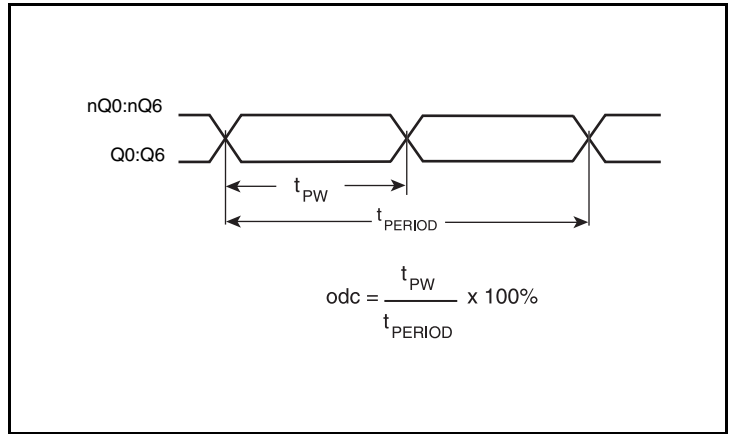 nQ0:nQ6
Q0:Q6
tPW
tPERIOD
odc = tPW / tPERIOD x 100%